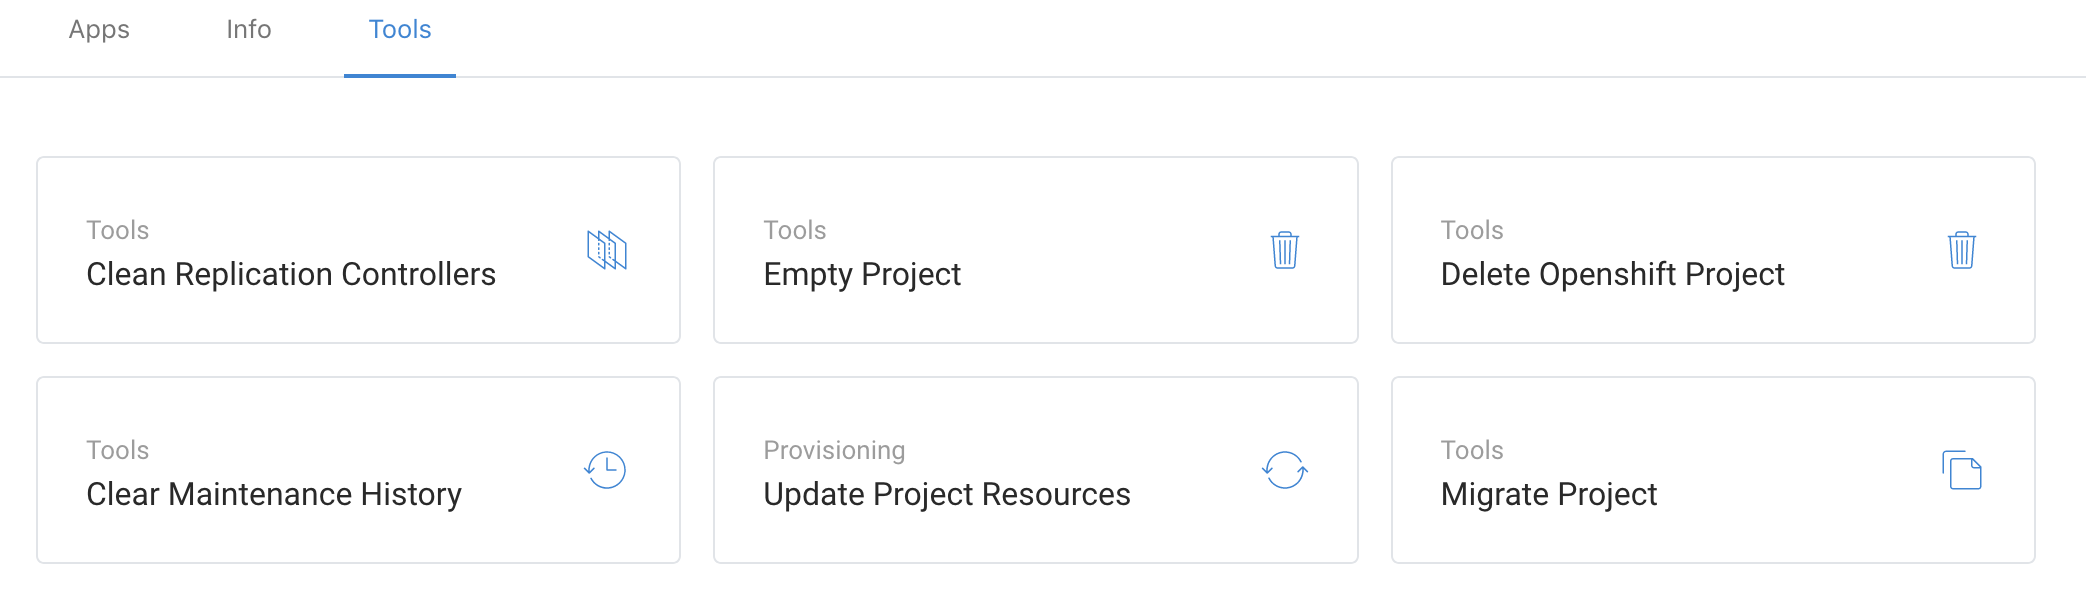 Apps
Info
Tools
Tools
Clean Replication Controllers
Tools
Empty Project
Tools
Delete Openshift Project
Tools
Clear Maintenance History
Provisioning
Update Project Resources
Tools
Migrate Project